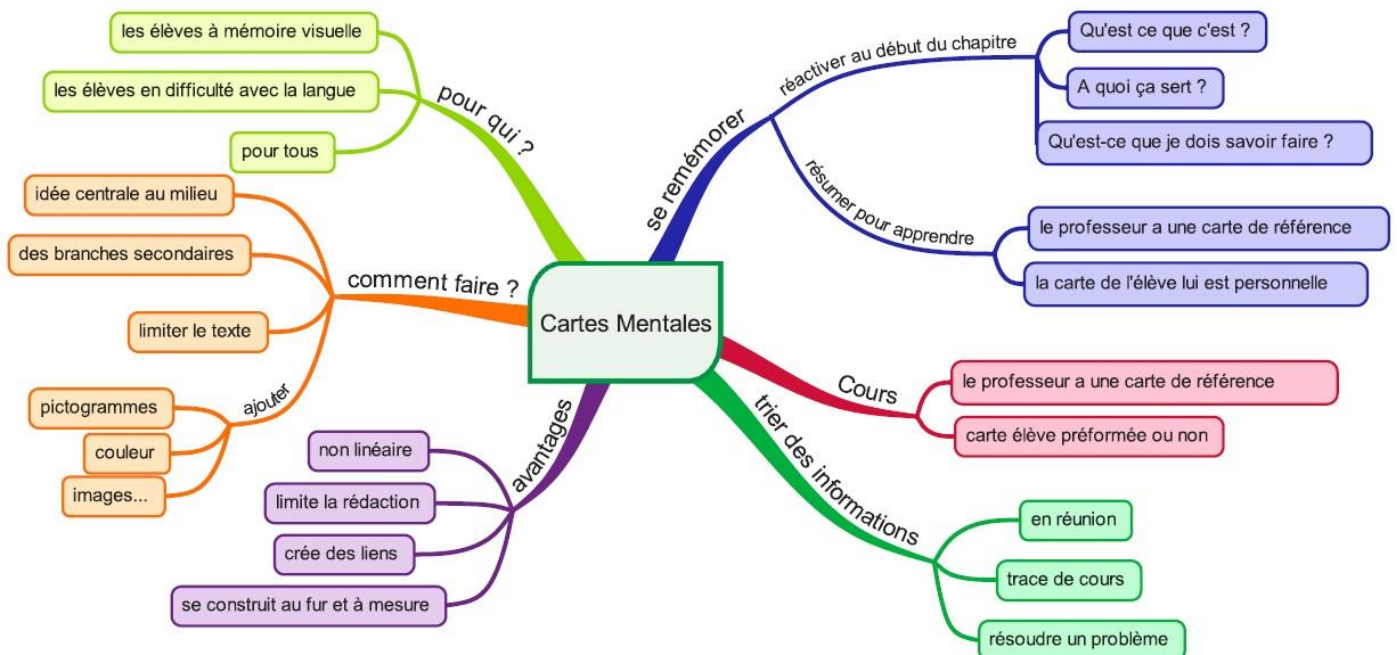 Cartes Mentales
pour qui ?
les élèves à mémoire visuelle
les élèves en difficulté avec la langue
pour tous
comment faire ?
idée centrale au milieu
des branches secondaires
limiter le texte
ajouter
pictogrammes
couleur
images...
avantages
non linéaire
limite la rédaction
crée des liens
se construit au fur et à mesure
se remémorer
réactiver au début du chapitre
Qu'est ce que c'est ?
A quoi ça sert ?
Qu'est-ce que je dois savoir faire ?
résumer pour apprendre
le professeur a une carte de référence
la carte de l'élève lui est personnelle
Cours
le professeur a une carte de référence
carte élève préformée ou non
trier des informations
en réunion
trace de cours
résoudre un problème